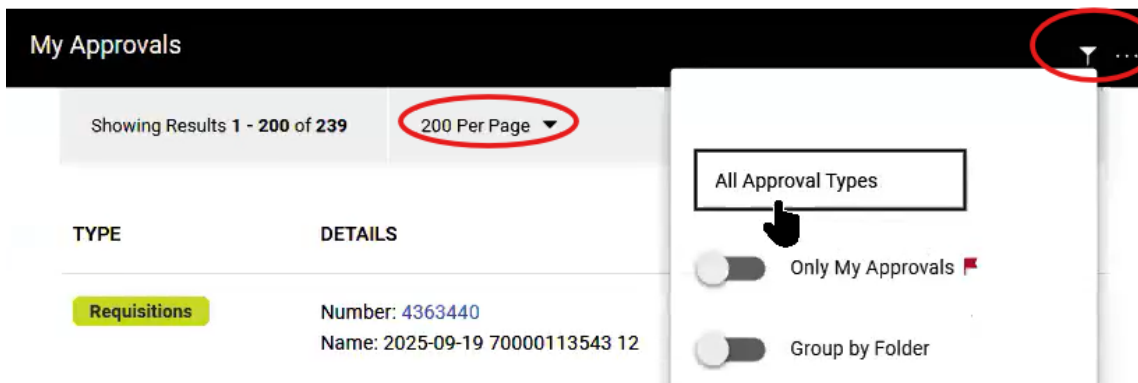 My Approvals
...
Showing Results 1 - 200 of 239
200 Per Page
All Approval Types
TYPE
DETAILS
Only My Approvals
Requisitions
Number: 4363440
Name: 2025-09-19 70000113543 12
Group by Folder